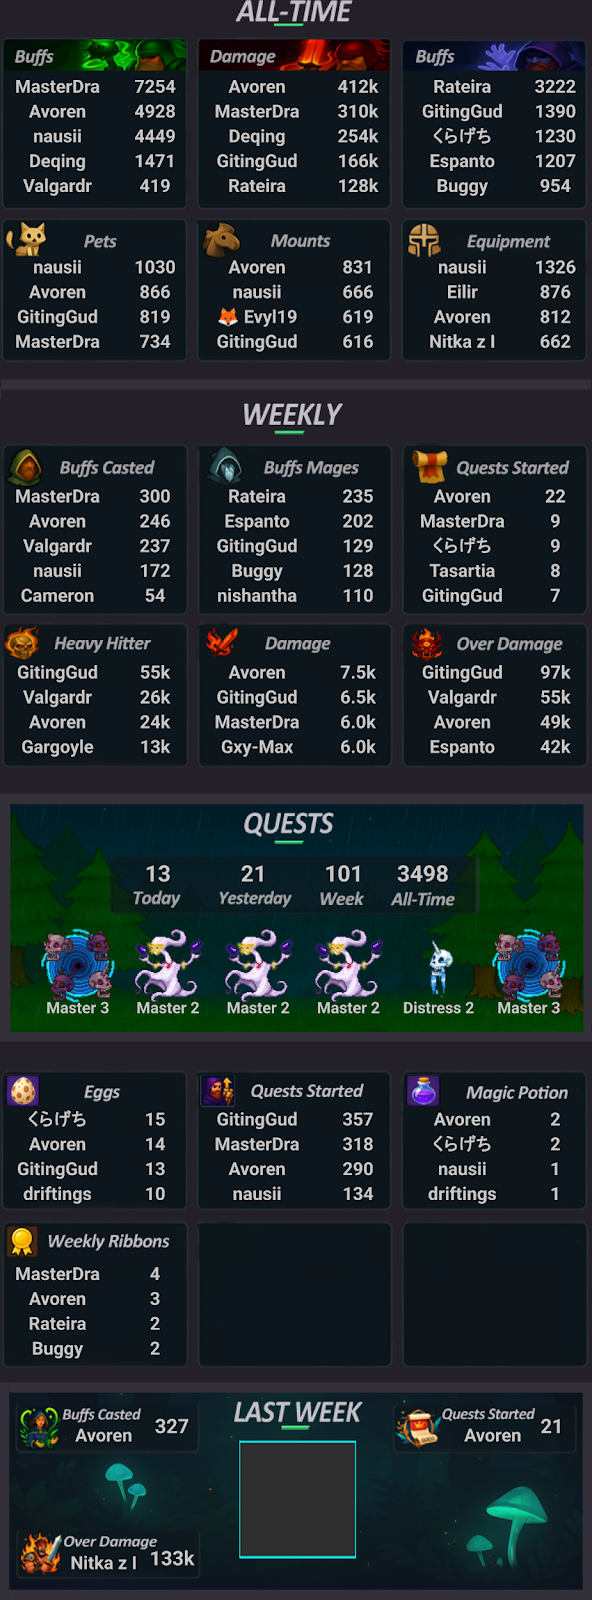 ALL-TIME
Buffs
MasterDra 7254
Avoren 4928
nausii 4449
Deqing 1471
Valgardr 419
Damage
Avoren 412k
MasterDra 310k
Deqing 254k
GitingGud 166k
Rateira 128k
Buffs
Rateira 3222
GitingGud 1390
くらげち 1230
Espanto 1207
Buggy 954
Pets
nausii 1030
Avoren 866
GitingGud 819
MasterDra 734
Mounts
Avoren 831
nausii 666
🦊 Evyl19 619
GitingGud 616
Equipment
nausii 1326
Eilir 876
Avoren 812
Nitka z I 662
WEEKLY
Buffs Casted
MasterDra 300
Avoren 246
Valgardr 237
nausii 172
Cameron 54
Buffs Mages
Rateira 235
Espanto 202
GitingGud 129
Buggy 128
nishantha 110
Quests Started
Avoren 22
MasterDra 9
くらげち 9
Tasartia 8
GitingGud 7
Heavy Hitter
GitingGud 55k
Valgardr 26k
Avoren 24k
Gargoyle 13k
Damage
Avoren 7.5k
GitingGud 6.5k
MasterDra 6.0k
Gxy-Max 6.0k
Over Damage
GitingGud 97k
Valgardr 55k
Avoren 49k
Espanto 42k
QUESTS
13 21 101 3498
Today Yesterday Week All-Time
Master 3 Master 2 Master 2 Master 2 Distress 2 Master 3
Eggs
くらげち 15
Avoren 14
GitingGud 13
driftings 10
Quests Started
GitingGud 357
MasterDra 318
Avoren 290
nausii 134
Magic Potion
Avoren 2
くらげち 2
nausii 1
driftings 1
Weekly Ribbons
MasterDra 4
Avoren 3
Rateira 2
Buggy 2
LAST WEEK
Buffs Casted
Avoren 327
Quests Started
Avoren 21
Over Damage
Nitka z I 133k